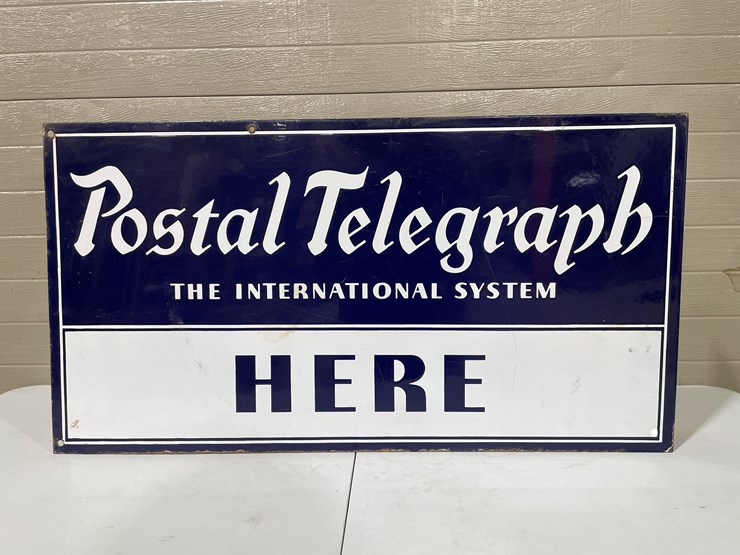 Postal Telegraph
THE INTERNATIONAL SYSTEM
HERE